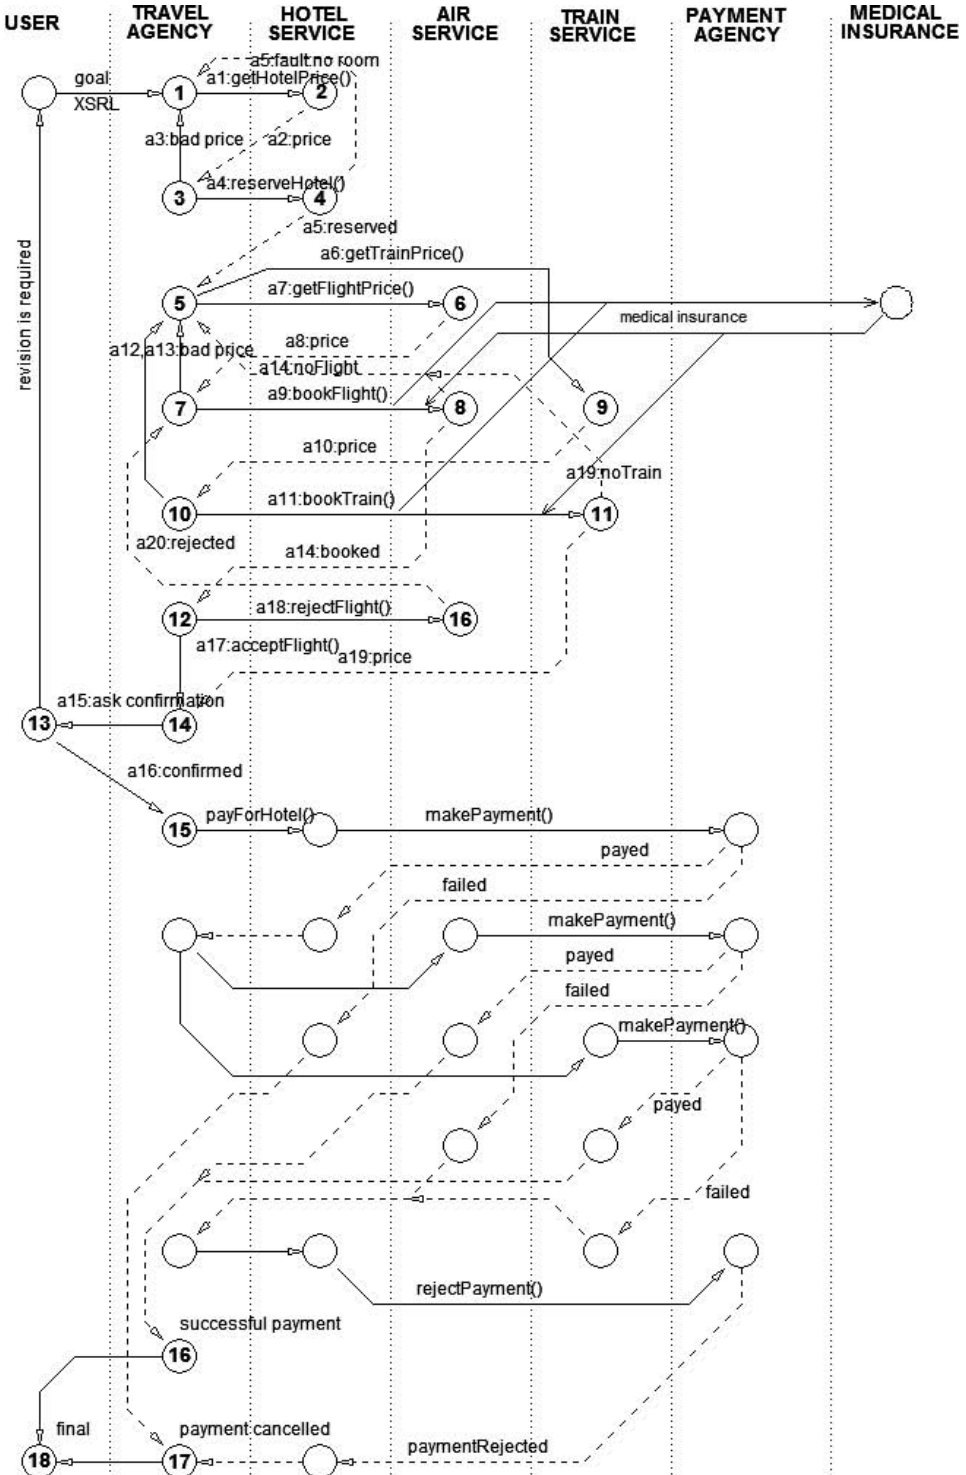 USER
TRAVEL
AGENCY
HOTEL
SERVICE
AIR
SERVICE
TRAIN
SERVICE
PAYMENT
AGENCY
MEDICAL
INSURANCE
a5:fault:no room
goal
XSRL
a1:getHotelPrice()
1
2
a3:bad price
a2:price
a4:reserveHotel()
3
4
a5:reserved
a6:getTrainPrice()
revision is required
5
a7:getFlightPrice()
6
medical insurance
a8:price
a12,a13:bad price
a14:noFlight
a9:bookFlight()
7
8
9
a10:price
a19:noTrain
a11:bookTrain()
10
11
a20:rejected
a14:booked
12
a18:rejectFlight()
16
a17:acceptFlight()
a19:price
a15:ask confirmation
13
14
a16:confirmed
15
payForHotel()
makePayment()
payed
failed
makePayment()
payed
failed
makePayment()
payed
failed
rejectPayment()
successful payment
16
final
payment cancelled
paymentRejected
18
17